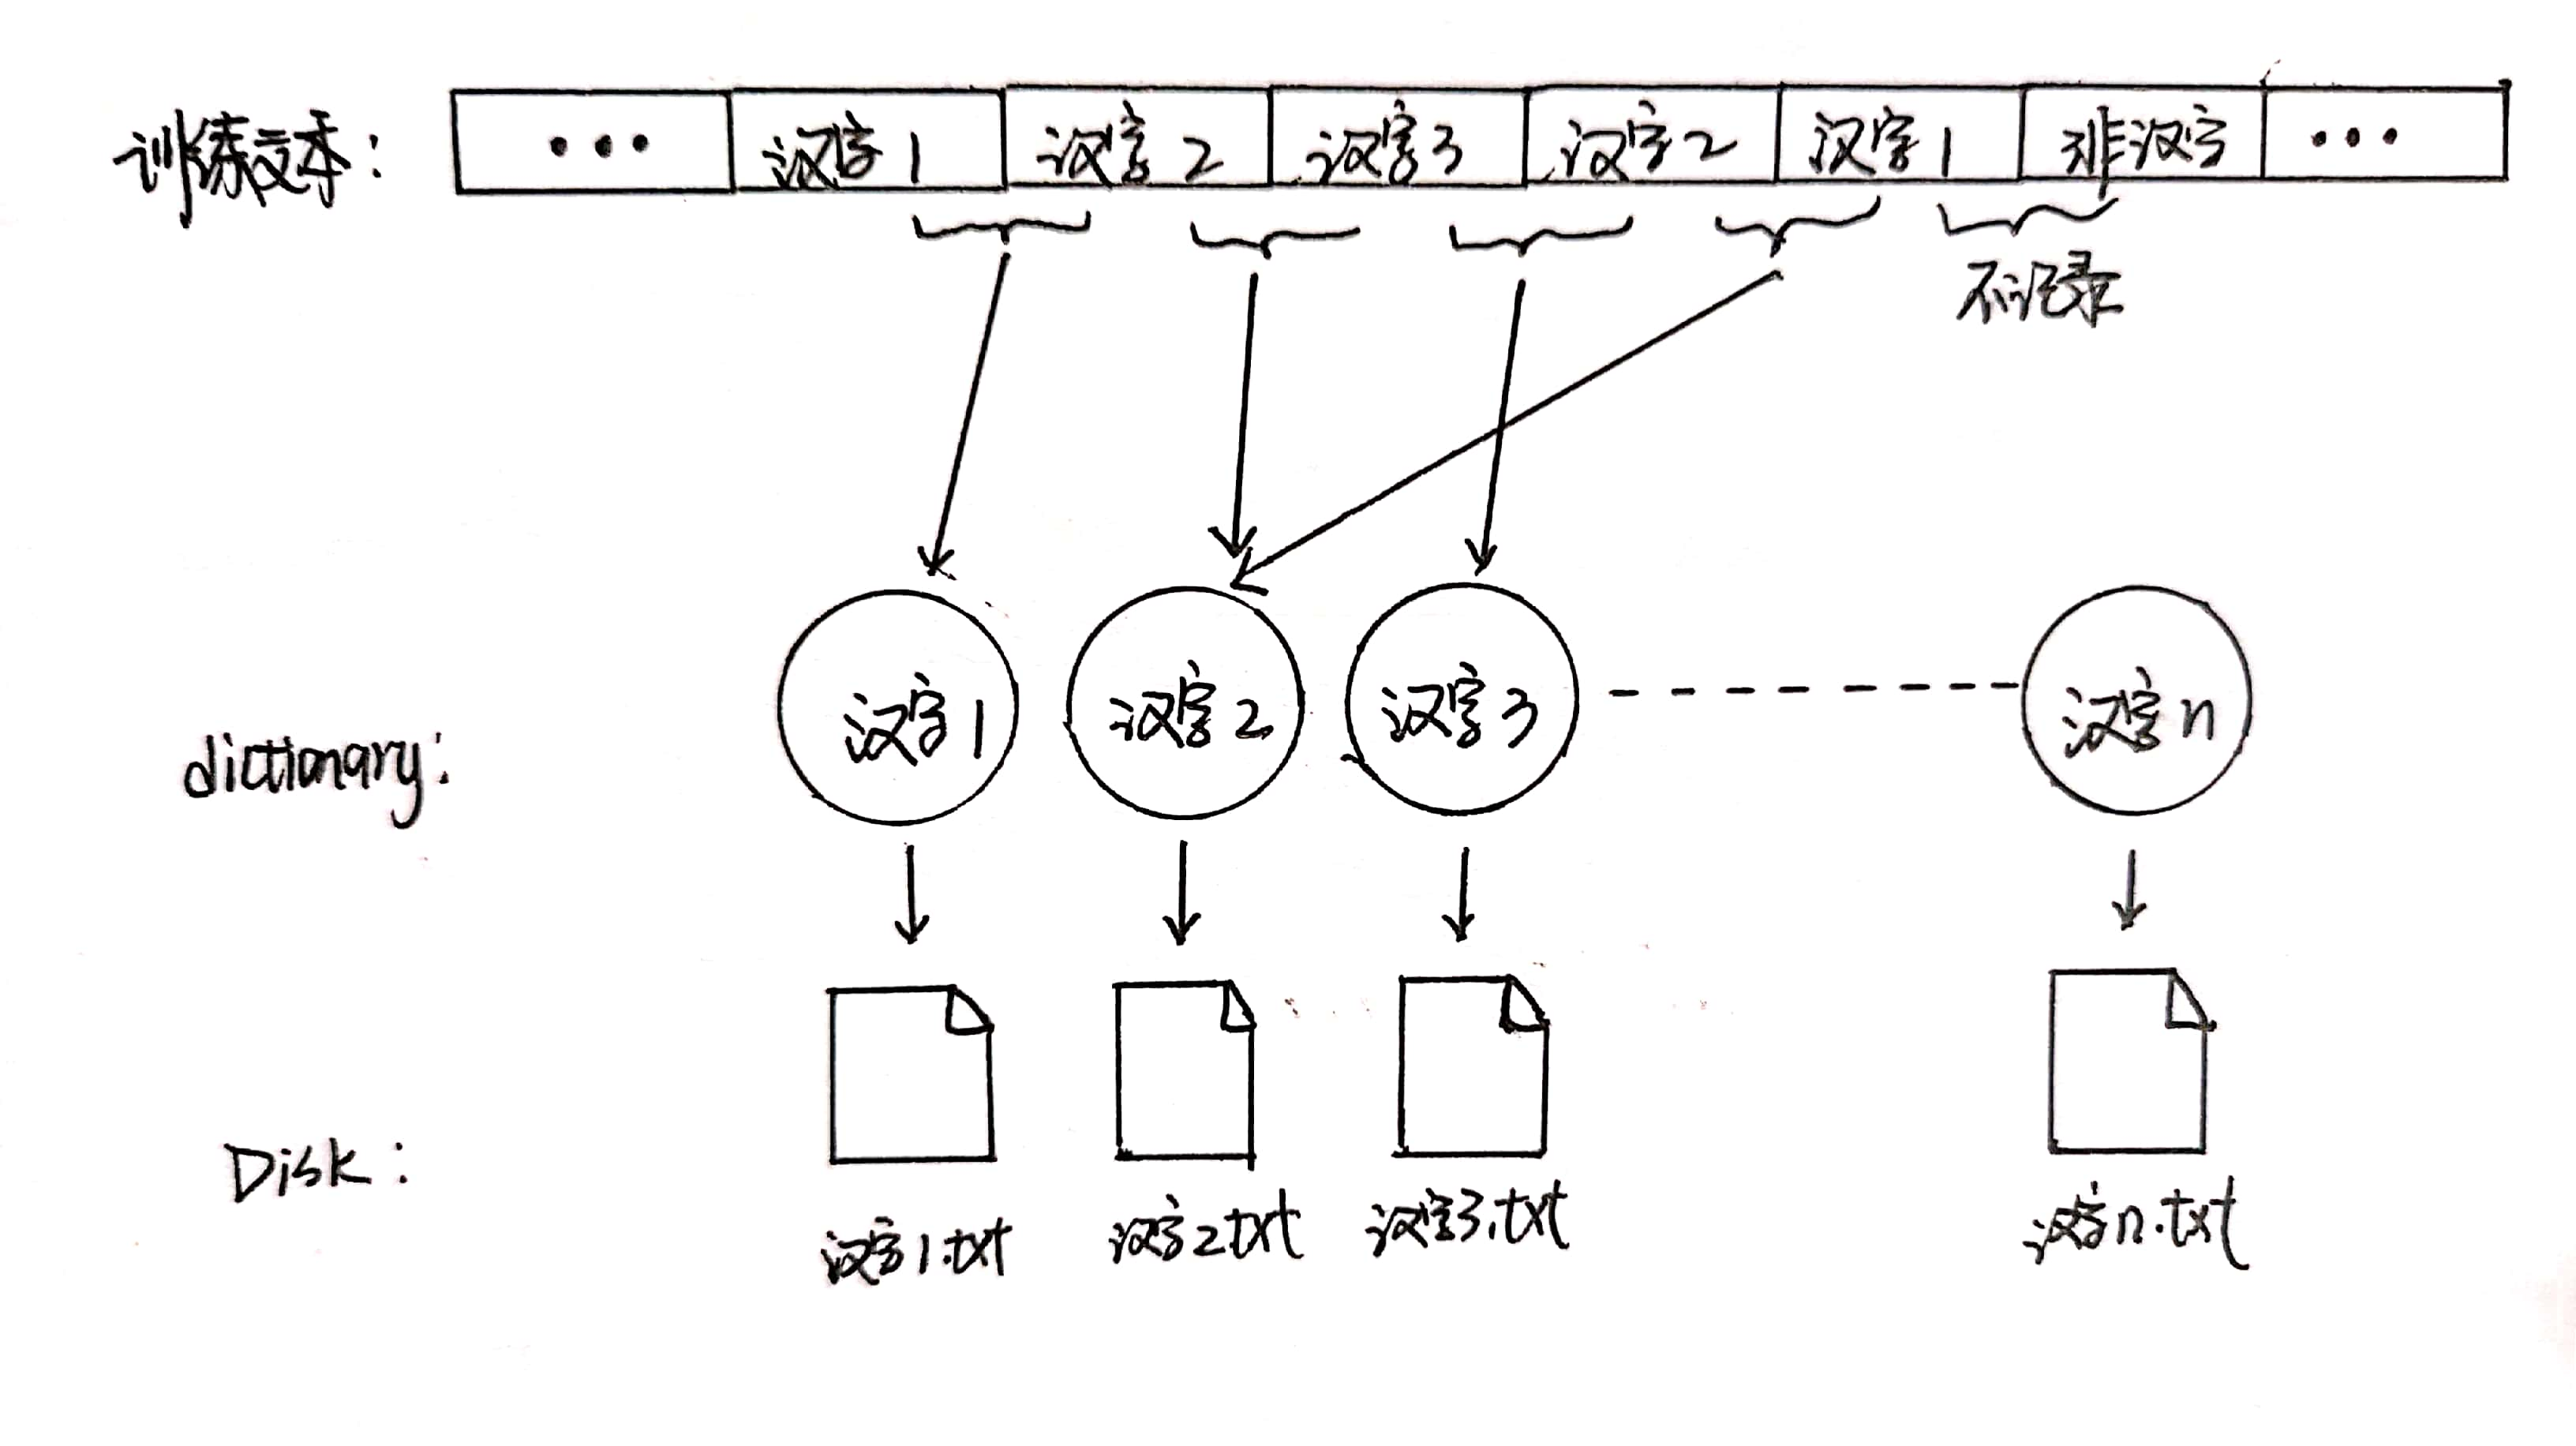 训练文本: ... 汉字1 汉字2 汉字3 汉字2 汉字1 非汉字 ...
不记录
dictionary: 汉字1 汉字2 汉字3 汉字n
Disk:
汉字1.txt 汉字2.txt 汉字3.txt 汉字n.txt